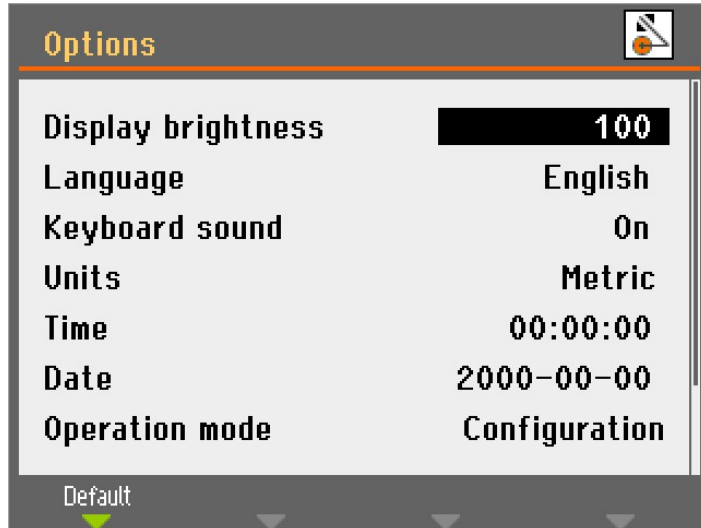 Options
Display brightness 100
Language English
Keyboard sound On
Units Metric
Time 00:00:00
Date 2000-00-00
Operation mode Configuration
Default